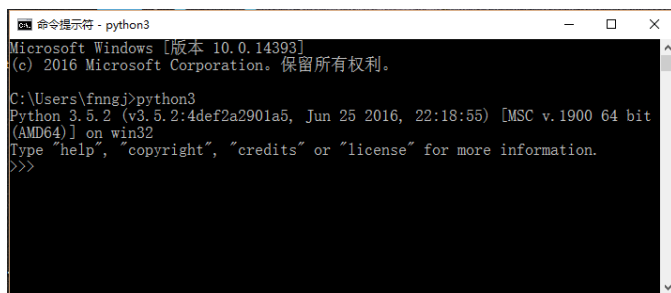 命令提示符 - python3
Microsoft Windows [版本 10.0.14393]
(c) 2016 Microsoft Corporation。保留所有权利。
C:\Users\fnngj>python3
Python 3.5.2 (v3.5.2:4def2a2901a5, Jun 25 2016, 22:18:55) [MSC v.1900 64 bit
(AMD64)] on win32
Type "help", "copyright", "credits" or "license" for more information.
>>>